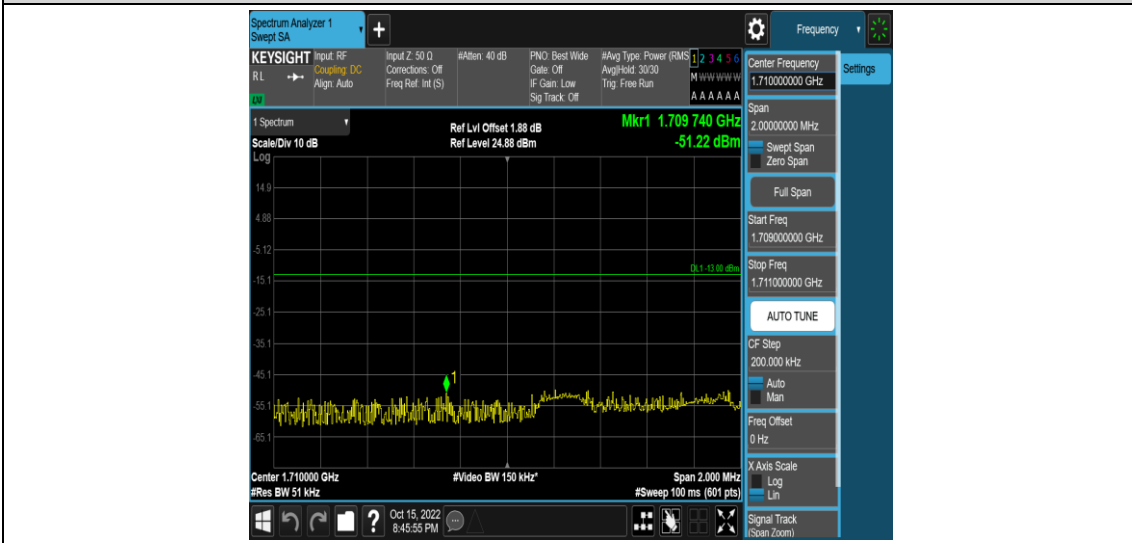 Spectrum Analyzer 1
Swept SA
+
Frequency
KEYSIGHT
RL
LXI
Input: RF
Coupling: DC
Align: Auto
Input Z: 50 Ω
Corrections: Off
Freq Ref: Int (S)
#Atten: 40 dB
PNO: Best Wide
Gate: Off
IF Gain: Low
Sig Track: Off
#Avg Type: Power (RMS
Avg|Hold: 30/30
Trig: Free Run
1 2 3 4 5 6
M W W W W W
A A A A A A
1 Spectrum
Scale/Div 10 dB
Ref Lvl Offset 1.88 dB
Ref Level 24.88 dBm
Mkr1 1.709 740 GHz
-51.22 dBm
Log
14.9
4.88
-5.12
-15.1
-25.1
-35.1
-45.1
-55.1
-65.1
DL1 -13.00 dBm
1
Center 1.710000 GHz
#Res BW 51 kHz
#Video BW 150 kHz*
Span 2.000 MHz
#Sweep 100 ms (601 pts)
Center Frequency
1.710000000 GHz
Settings
Span
2.00000000 MHz
Swept Span
Zero Span
Full Span
Start Freq
1.709000000 GHz
Stop Freq
1.711000000 GHz
AUTO TUNE
CF Step
200.000 kHz
Auto
Man
Freq Offset
0 Hz
X Axis Scale
Log
Lin
Signal Track
(Span Zoom)
?
Oct 15, 2022
8:45:55 PM